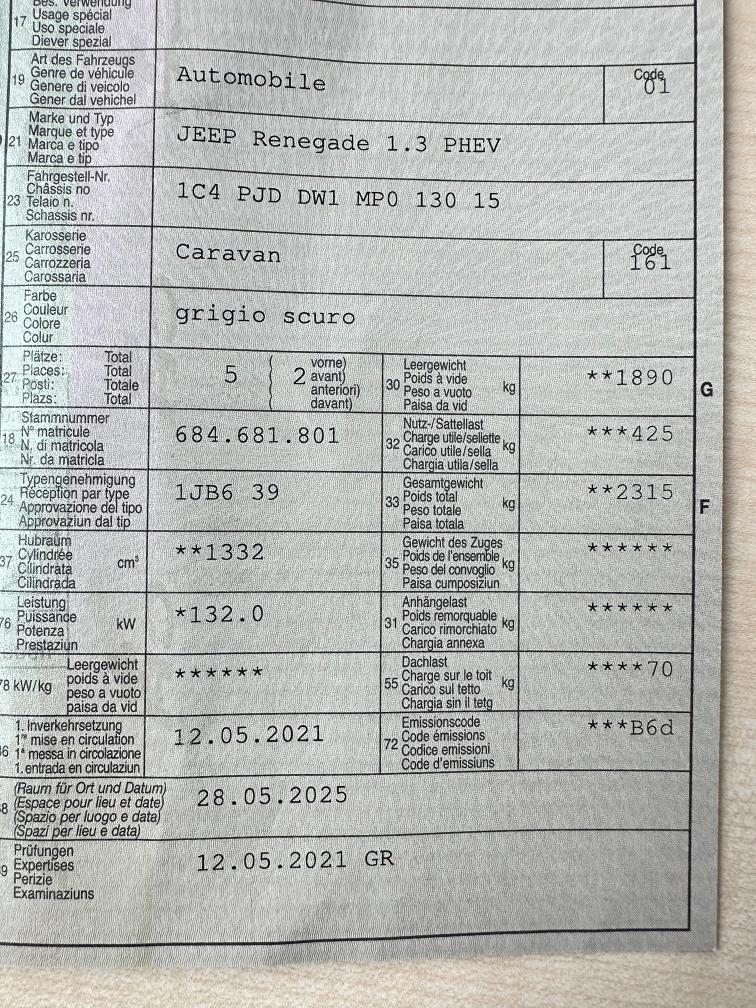 Bes. Verwendung
17 Usage spécial
Uso speciale
Diever spezial
Art des Fahrzeugs
19 Genre de véhicule
Genere di veicolo
Gener dal vehichel
Automobile
Code
01
Marke und Typ
21 Marque et type
Marca e tipo
Marca e tip
JEEP Renegade 1.3 PHEV
Fahrgestell-Nr.
Châssis no
23 Telaio n.
Schassis nr.
1C4 PJD DW1 MP0 130 15
Karosserie
25 Carrosserie
Carrozzeria
Carossaria
Caravan
Code
161
Farbe
26 Couleur
Colore
Colur
grigio scuro
Plätze: Total
27 Places: Total
Posti: Totale
Plazs: Total
5
( 2 vorne)
avant)
anteriori)
davant)
Leergewicht
30 Poids à vide kg
Peso a vuoto
Paisa da vid
**1890
G
Stammnummer
18 N° matricule
N. di matricola
Nr. da matricla
684.681.801
Nutz-/Sattellast
32 Charge utile/sellette kg
Carico utile/sella
Chargia utila/sella
***425
Typengenehmigung
24 Réception par type
Approvazione del tipo
Approvaziun dal tip
1JB6 39
Gesamtgewicht
33 Poids total kg
Peso totale
Paisa totala
**2315
F
Hubraum
37 Cylindrée cm³
Cilindrata
Cilindrada
**1332
Gewicht des Zuges
35 Poids de l'ensemble kg
Peso del convoglio
Paisa cumposiziun
******
Leistung
76 Puissance kW
Potenza
Prestaziun
*132.0
Anhängelast
31 Poids remorquable kg
Carico rimorchiato
Chargia annexa
******
Leergewicht
78 kW/kg poids à vide
peso a vuoto
paisa da vid
******
Dachlast
55 Charge sur le toit kg
Carico sul tetto
Chargia sin il tetg
****70
1. Inverkehrsetzung
36 1re mise en circulation
1a messa in circolazione
1. entrada en circulaziun
12.05.2021
Emissionscode
72 Code émissions
Codice emissioni
Code d'emissiuns
***B6d
(Raum für Ort und Datum)
8 (Espace pour lieu et date)
(Spazio per luogo e data)
(Spazi per lieu e data)
28.05.2025
Prüfungen
9 Expertises
Perizie
Examinaziuns
12.05.2021 GR